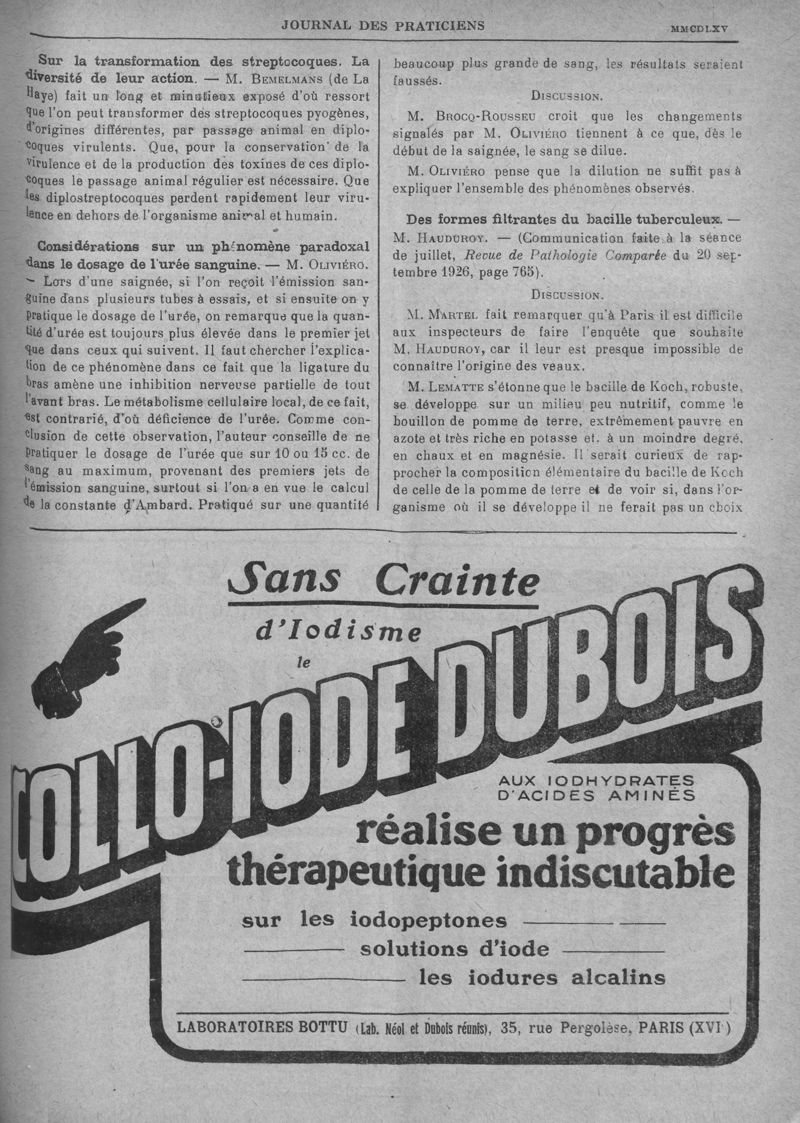 JOURNAL DES PRATICIENS
MMCDLXV
Sur la transformation des streptocoques. La
diversité de leur action. — M. BEMELMANS (de La
Haye) fait un long et minutieux exposé d'où ressort
que l'on peut transformer des streptocoques pyogènes,
d'origines différentes, par passage animal en diplo-
coques virulents. Que, pour la conservation de la
virulence et de la production des toxines de ces diplo-
coques le passage animal régulier est nécessaire. Que
les diplostreptocoques perdent rapidement leur viru-
lence en dehors de l'organisme animal et humain.
Considérations sur un phénomène paradoxal
dans le dosage de l'urée sanguine. — M. OLIVIÉRO.
— Lors d'une saignée, si l'on reçoit l'émission san-
guine dans plusieurs tubes à essais, et si ensuite on y
pratique le dosage de l'urée, on remarque que la quan-
tité d'urée est toujours plus élevée dans le premier jet
que dans ceux qui suivent. Il faut chercher l'explica-
tion de ce phénomène dans ce fait que la ligature du
bras amène une inhibition nerveuse partielle de tout
l'avant bras. Le métabolisme cellulaire local, de ce fait,
est contrarié, d'où déficience de l'urée. Comme con-
clusion de cette observation, l'auteur conseille de ne
pratiquer le dosage de l'urée que sur 10 ou 15 cc. de
sang au maximum, provenant des premiers jets de
l'émission sanguine, surtout si l'on a en vue le calcul
de la constante d'Ambard. Pratiqué sur une quantité
beaucoup plus grande de sang, les résultats seraient
faussés.
DISCUSSION.
M. BROCQ-ROUSSEU croit que les changements
signalés par M. OLIVIÉRO tiennent à ce que, dès le
début de la saignée, le sang se dilue.
M. OLIVIÉRO pense que la dilution ne suffit pas à
expliquer l'ensemble des phénomènes observés.
Des formes filtrantes du bacille tuberculeux. —
M. HAUDUROY. — (Communication faite à la séance
de juillet, Revue de Pathologie Comparée du 20 sep-
tembre 1926, page 765).
DISCUSSION.
M. MARTEL fait remarquer qu'à Paris il est difficile
aux inspecteurs de faire l'enquête que souhaite
M. HAUDUROY, car il leur est presque impossible de
connaître l'origine des veaux.
M. LEMATTE s'étonne que le bacille de Koch, robuste,
se développe sur un milieu peu nutritif, comme le
bouillon de pomme de terre, extrêmement pauvre en
azote et très riche en potasse et, à un moindre degré,
en chaux et en magnésie. Il serait curieux de rap-
procher la composition élémentaire du bacille de Koch
de celle de la pomme de terre et de voir si, dans l'or-
ganisme où il se développe il ne ferait pas un choix
Sans Crainte
d'Iodisme
le
COLLO-IODE DUBOIS
AUX IODHYDRATES
D'ACIDES AMINÉS
réalise un progrès
thérapeutique indiscutable
sur les iodopeptones
solutions d'iode
les iodures alcalins
LABORATOIRES BOTTU (Lab. Néol et Dubois réunis), 35, rue Pergolèse, PARIS (XVI)